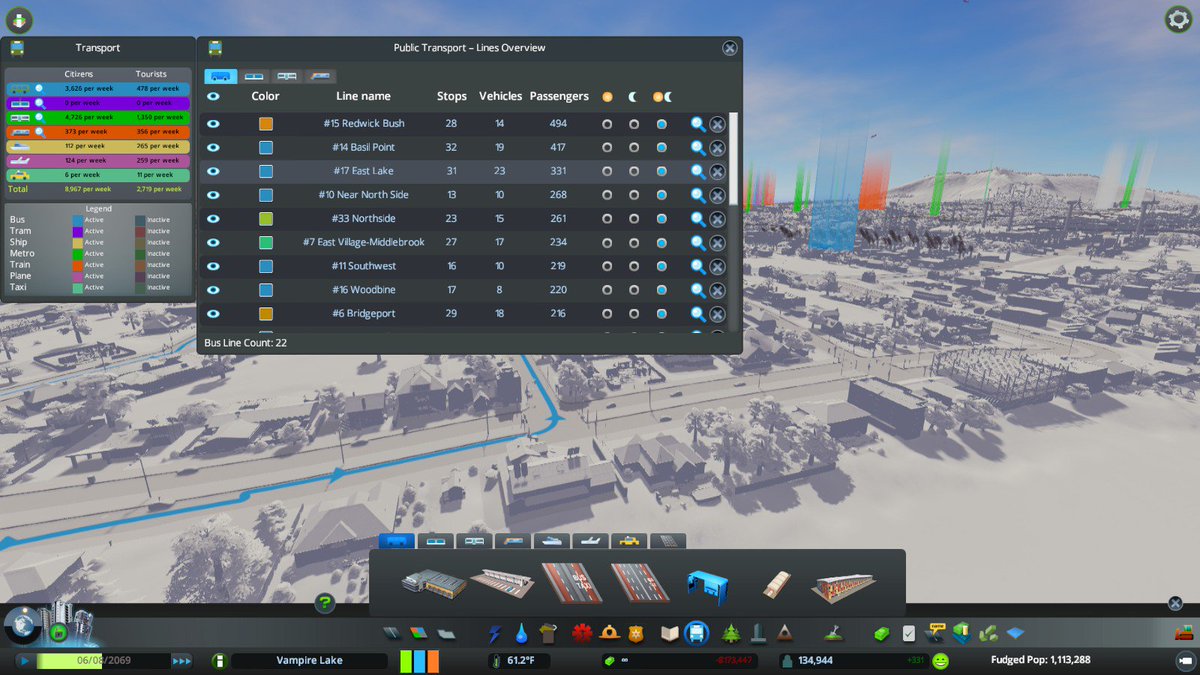 Transport
Citizens Tourists
3,626 per week 478 per week
0 per week 0 per week
4,726 per week 1,350 per week
373 per week 356 per week
112 per week 265 per week
124 per week 259 per week
6 per week 11 per week
Total 8,967 per week 2,719 per week
Legend
Bus Active Inactive
Tram Active Inactive
Ship Active Inactive
Metro Active Inactive
Train Active Inactive
Plane Active Inactive
Taxi Active Inactive
Public Transport – Lines Overview
Color Line name Stops Vehicles Passengers
#15 Redwick Bush 28 14 494
#14 Basil Point 32 19 417
#17 East Lake 31 23 331
#10 Near North Side 13 10 268
#33 Northside 23 15 261
#7 East Village-Middlebrook 27 17 234
#11 Southwest 16 10 219
#16 Woodbine 17 8 220
#6 Bridgeport 29 18 216
Bus Line Count: 22
06/08/2069
Vampire Lake
61.2°F
∞
-8173,447
134,944
+331
Fudged Pop: 1,113,288